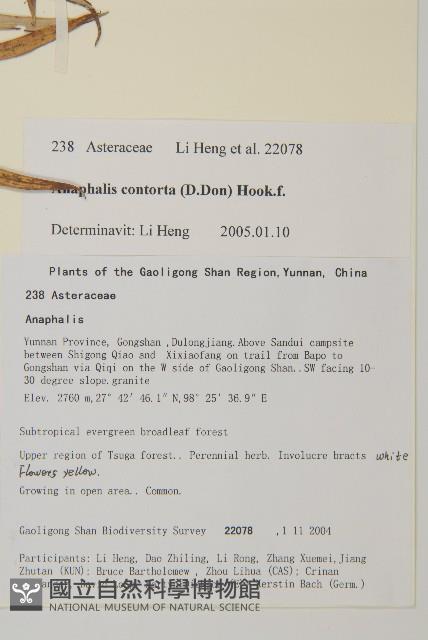 238 Asteraceae Li Heng et al. 22078
Anaphalis contorta (D.Don) Hook.f.
Determinavit: Li Heng 2005.01.10
Plants of the Gaoligong Shan Region, Yunnan, China
238 Asteraceae
Anaphalis
Yunnan Province, Gongshan ,Dulongjiang. Above Sandui campsite
between Shigong Qiao and Xixiaofang on trail from Bapo to
Gongshan via Qiqi on the W side of Gaoligong Shan.. SW facing 10-
30 degree slope. granite
Elev. 2760 m, 27° 42′ 46.1″ N, 98° 25′ 36.9″ E
Subtropical evergreen broadleaf forest
Upper region of Tsuga forest.. Perennial herb. Involucre bracts white
flowers yellow.
Growing in open area.. Common.
Gaoligong Shan Biodiversity Survey 22078 ,1 11 2004
Participants: Li Heng, Dao Zhiling, Li Rong, Zhang Xuemei, Jiang
Zhutan (KUN); Bruce Bartholomew , Zhou Lihua (CAS); Crinan
Kerstin Bach (Germ.)
國立自然科學博物館
NATIONAL MUSEUM OF NATURAL SCIENCE